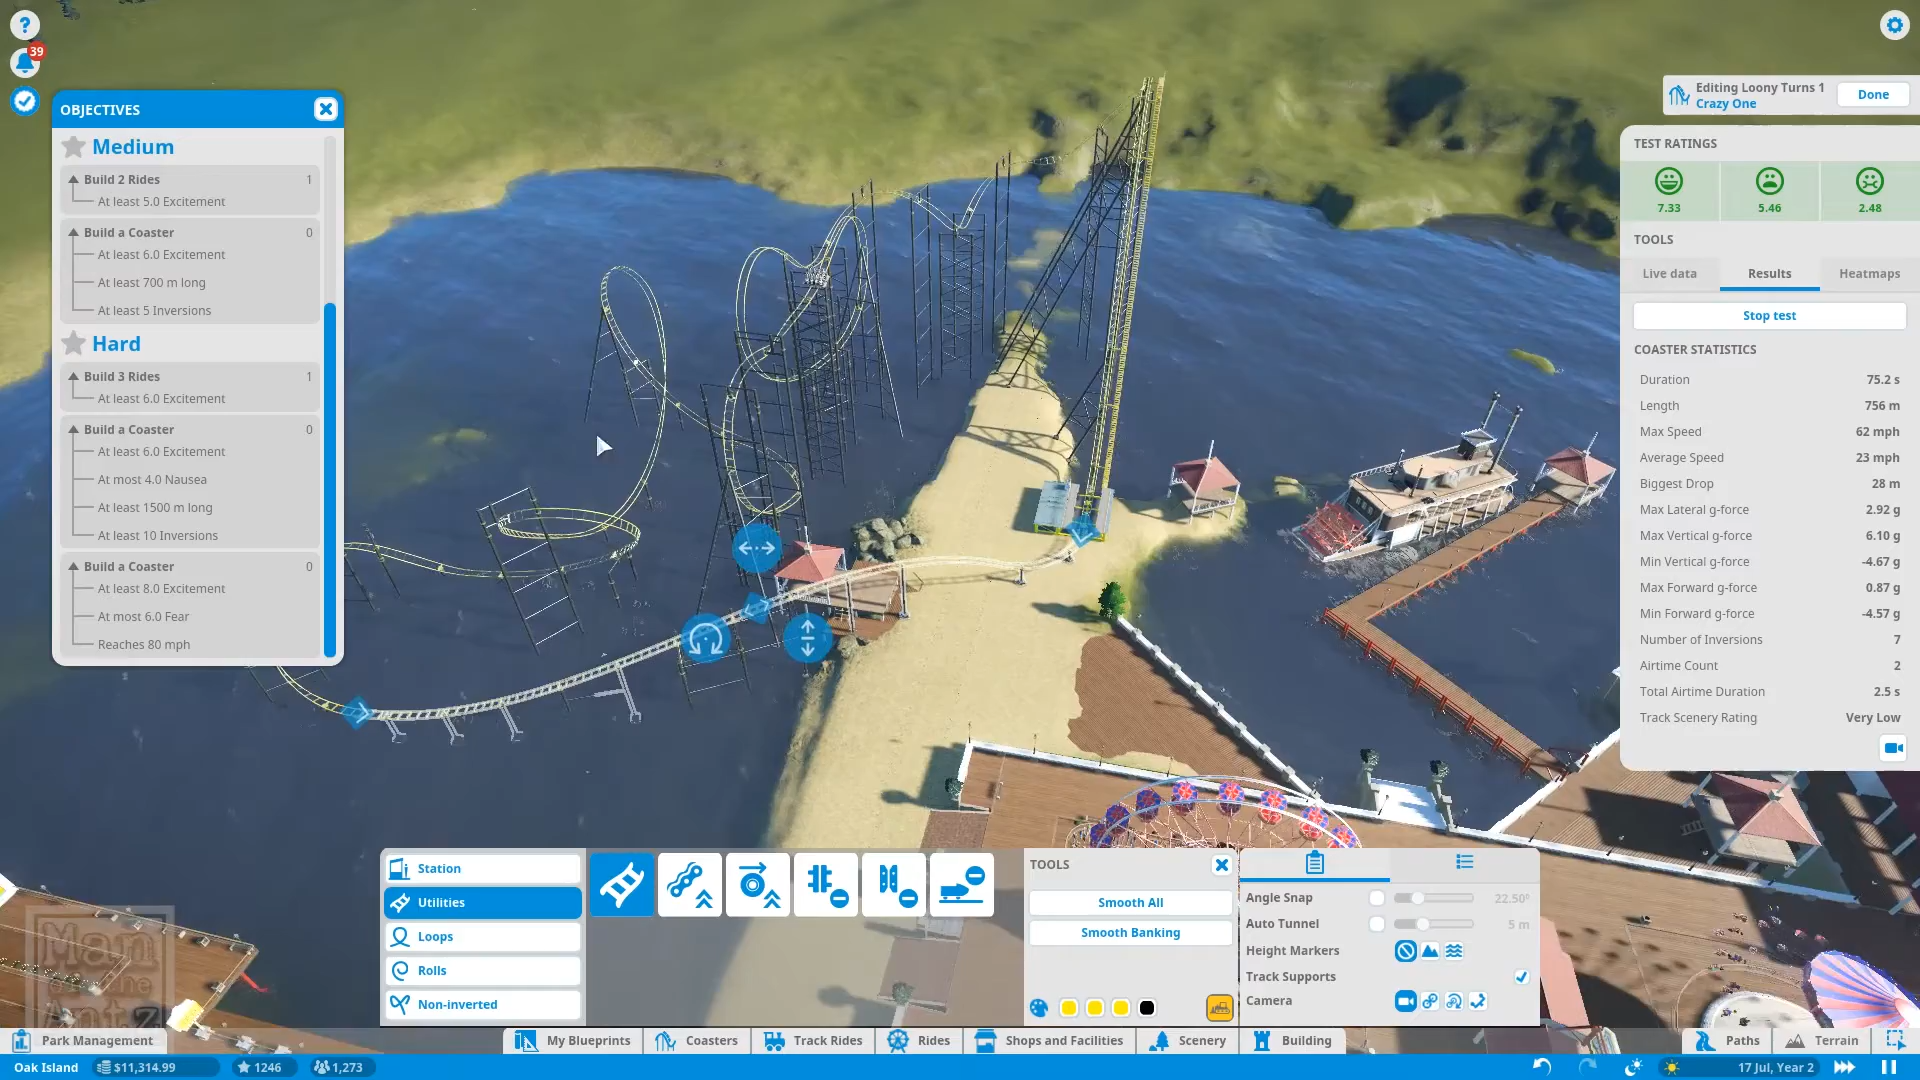 ?
39
OBJECTIVES
Medium
Build 2 Rides 1
At least 5.0 Excitement
Build a Coaster 0
At least 6.0 Excitement
At least 700 m long
At least 5 Inversions
Hard
Build 3 Rides 1
At least 6.0 Excitement
Build a Coaster 0
At least 6.0 Excitement
At most 4.0 Nausea
At least 1500 m long
At least 10 Inversions
Build a Coaster 0
At least 8.0 Excitement
At most 6.0 Fear
Reaches 80 mph
Editing Loony Turns 1
Crazy One
Done
TEST RATINGS
7.33 5.46 2.48
TOOLS
Live data Results Heatmaps
Stop test
COASTER STATISTICS
Duration 75.2 s
Length 756 m
Max Speed 62 mph
Average Speed 23 mph
Biggest Drop 28 m
Max Lateral g-force 2.92 g
Max Vertical g-force 6.10 g
Min Vertical g-force -4.67 g
Max Forward g-force 0.87 g
Min Forward g-force -4.57 g
Number of Inversions 7
Airtime Count 2
Total Airtime Duration 2.5 s
Track Scenery Rating Very Low
Station
Utilities
Loops
Rolls
Non-inverted
TOOLS
Smooth All
Smooth Banking
Angle Snap 22.50°
Auto Tunnel 5 m
Height Markers
Track Supports
Camera
Man
of the
Antz
Park Management My Blueprints Coasters Track Rides Rides Shops and Facilities Scenery Building Paths Terrain
Oak Island $11,314.99 1246 1,273 17 Jul, Year 2